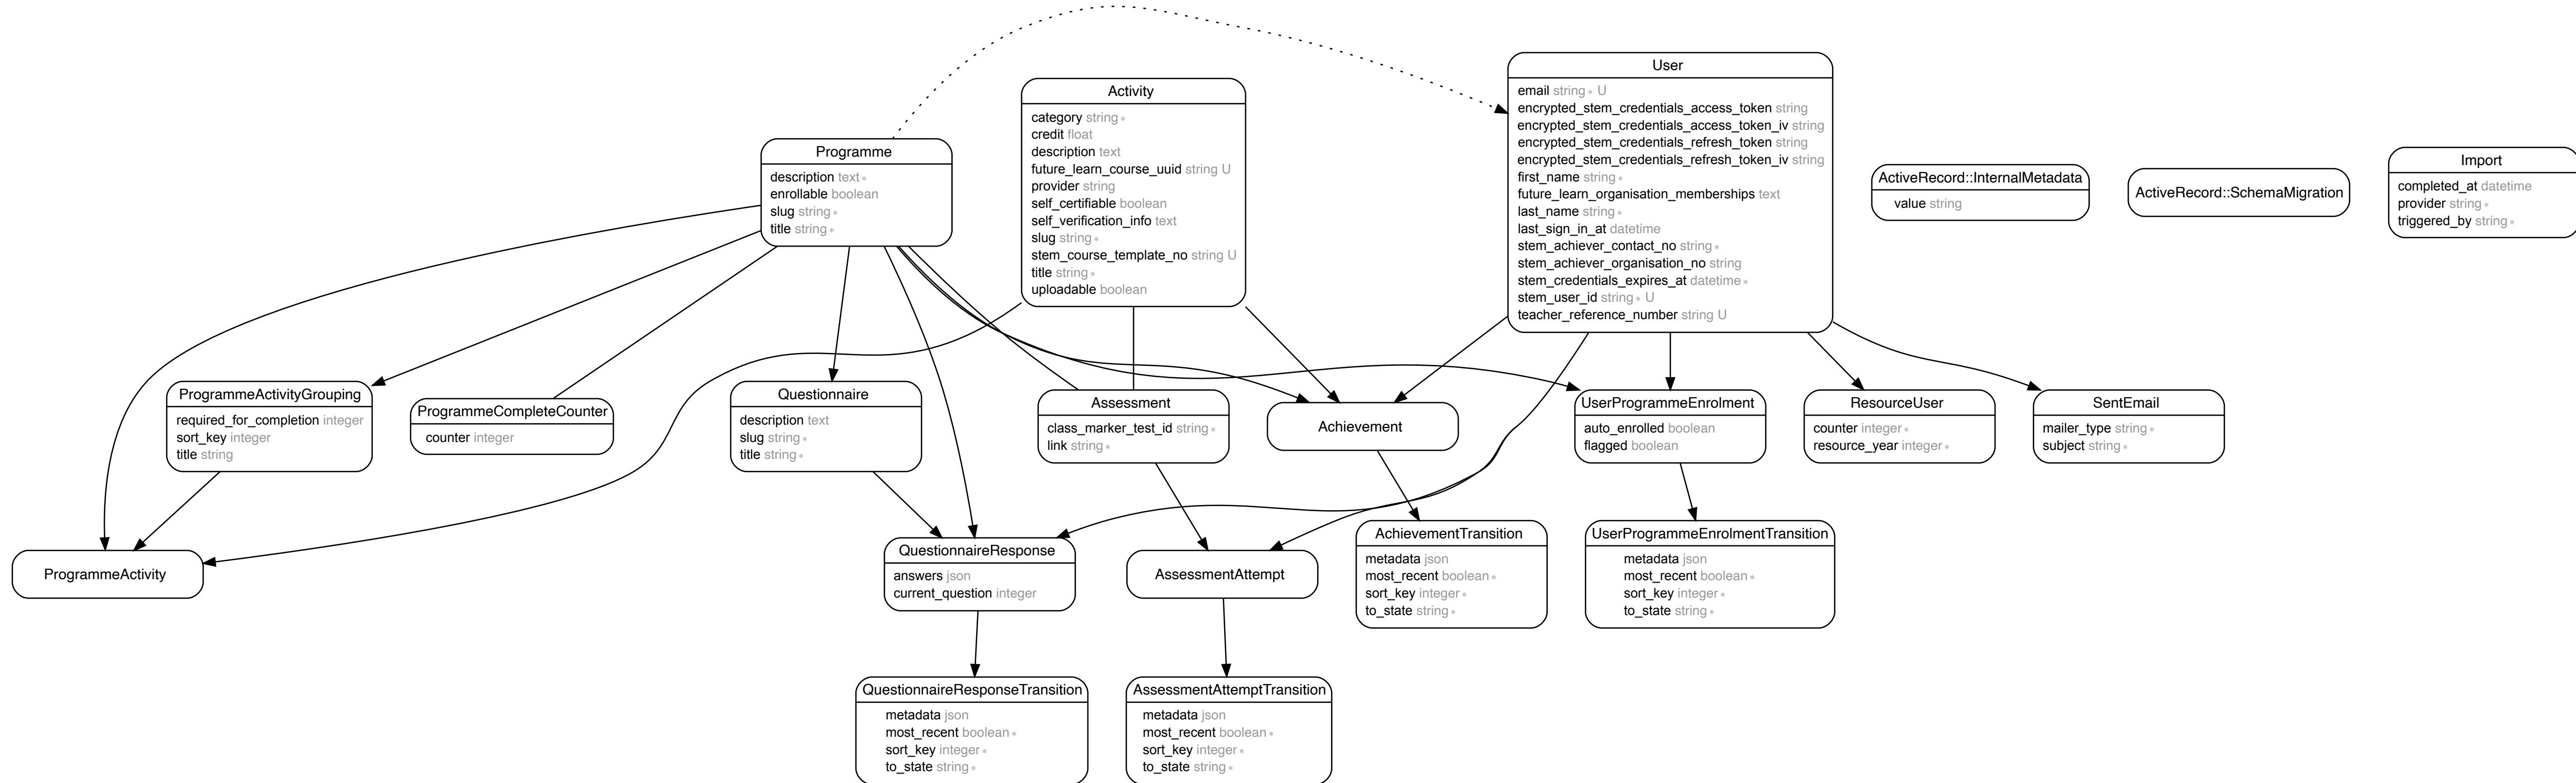 User
email string * U
encrypted_stem_credentials_access_token string
encrypted_stem_credentials_access_token_iv string
encrypted_stem_credentials_refresh_token string
encrypted_stem_credentials_refresh_token_iv string
first_name string *
future_learn_organisation_memberships text
last_name string *
last_sign_in_at datetime
stem_achiever_contact_no string *
stem_achiever_organisation_no string
stem_credentials_expires_at datetime *
stem_user_id string * U
teacher_reference_number string U
Activity
category string *
credit float
description text
future_learn_course_uuid string U
provider string
self_certifiable boolean
self_verification_info text
slug string *
stem_course_template_no string U
title string *
uploadable boolean
Programme
description text *
enrollable boolean
slug string *
title string *
ActiveRecord::InternalMetadata
value string
ActiveRecord::SchemaMigration
Import
completed_at datetime
provider string *
triggered_by string *
ProgrammeActivityGrouping
required_for_completion integer
sort_key integer
title string
ProgrammeCompleteCounter
counter integer
Questionnaire
description text
slug string *
title string *
Assessment
class_marker_test_id string *
link string *
Achievement
UserProgrammeEnrolment
auto_enrolled boolean
flagged boolean
ResourceUser
counter integer *
resource_year integer *
SentEmail
mailer_type string *
subject string *
ProgrammeActivity
QuestionnaireResponse
answers json
current_question integer
AssessmentAttempt
AchievementTransition
metadata json
most_recent boolean *
sort_key integer *
to_state string *
UserProgrammeEnrolmentTransition
metadata json
most_recent boolean *
sort_key integer *
to_state string *
QuestionnaireResponseTransition
metadata json
most_recent boolean *
sort_key integer *
to_state string *
AssessmentAttemptTransition
metadata json
most_recent boolean *
sort_key integer *
to_state string *